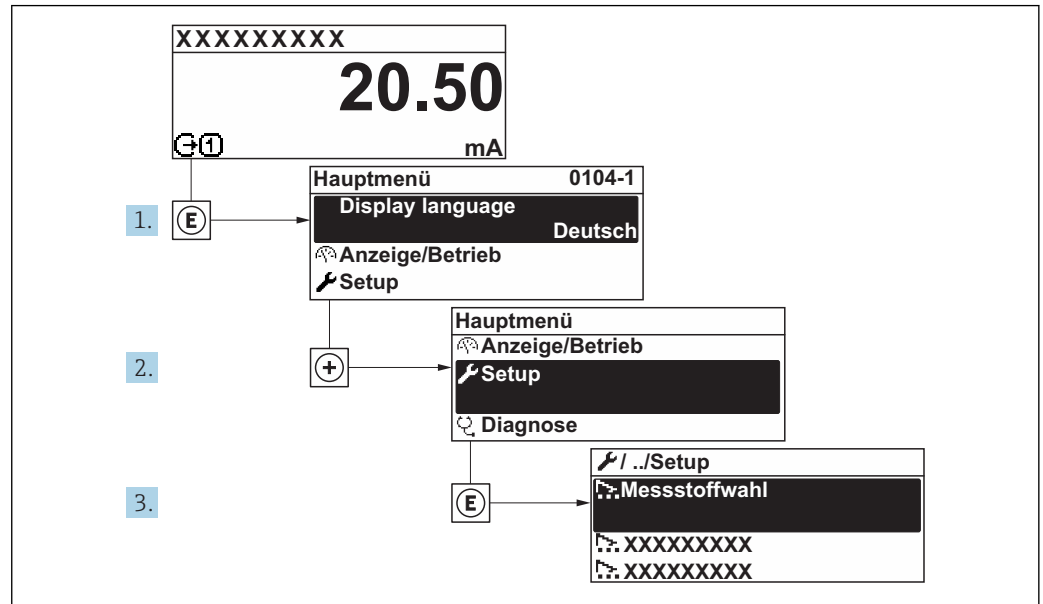 XXXXXXXXX
20.50
1 mA
Hauptmenü 0104-1
Display language
Deutsch
1. E
Anzeige/Betrieb
Setup
Hauptmenü
Anzeige/Betrieb
2. +
Setup
Diagnose
/ ../Setup
Messstoffwahl
3. E
XXXXXXXXX
XXXXXXXXX